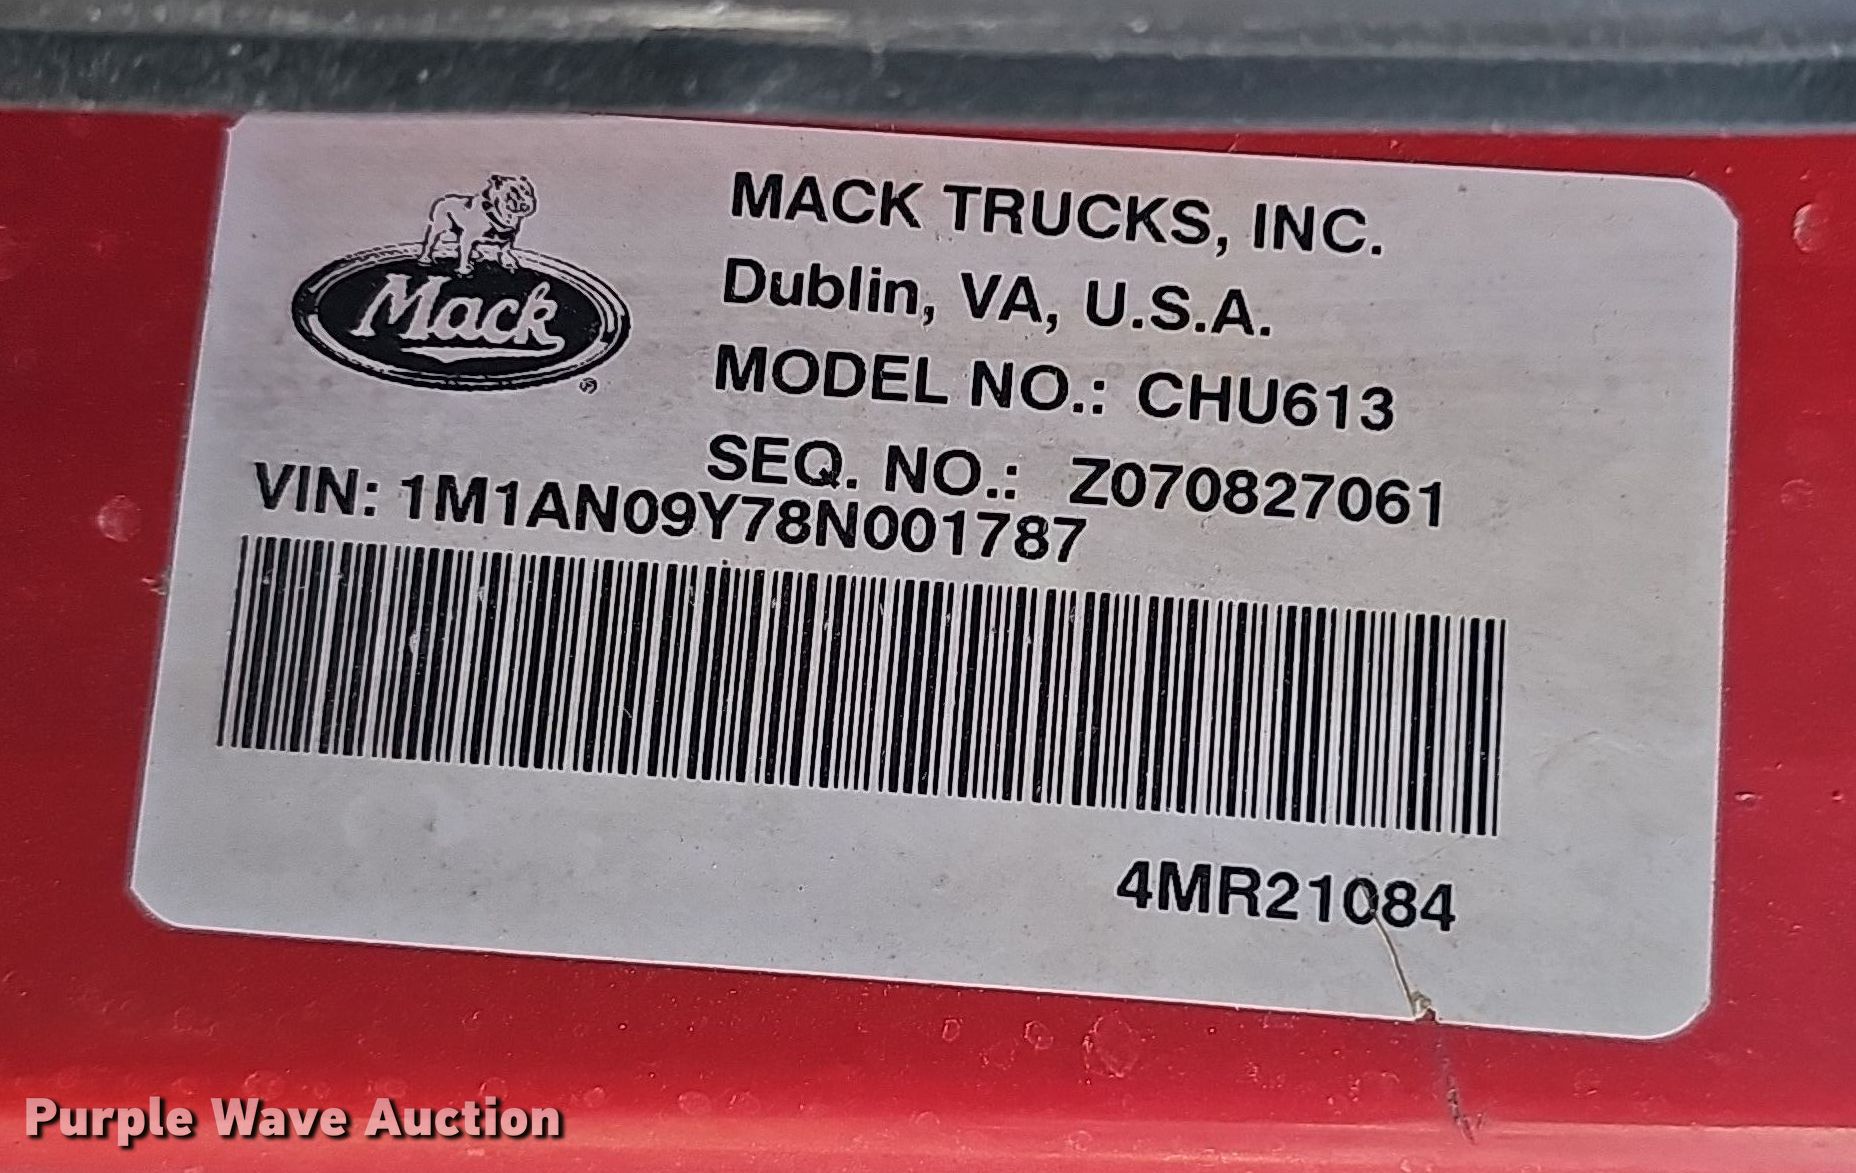 MACK TRUCKS, INC.
Dublin, VA, U.S.A.
Mack
®
MODEL NO.: CHU613
SEQ. NO.: Z070827061
VIN: 1M1AN09Y78N001787
4MR21084
Purple Wave Auction